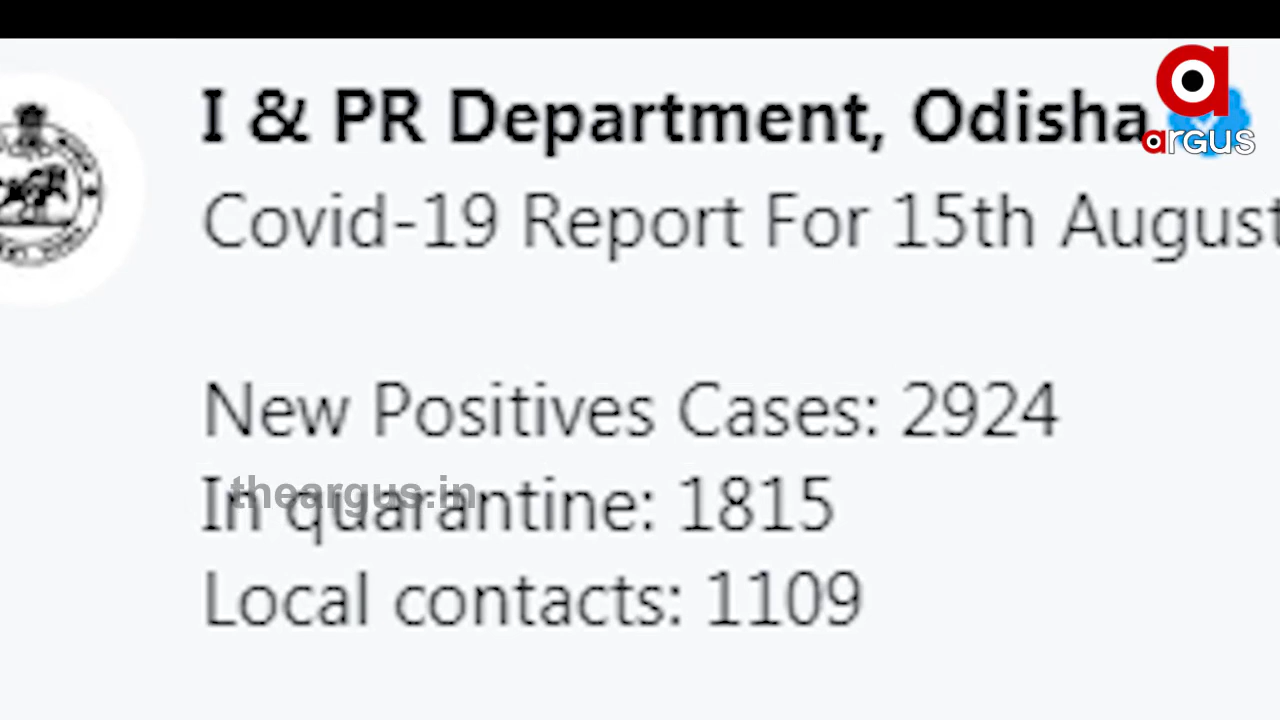 I & PR Department, Odisha
argus
Covid-19 Report For 15th August
New Positives Cases: 2924
In quarantine: 1815
theargus.in
Local contacts: 1109